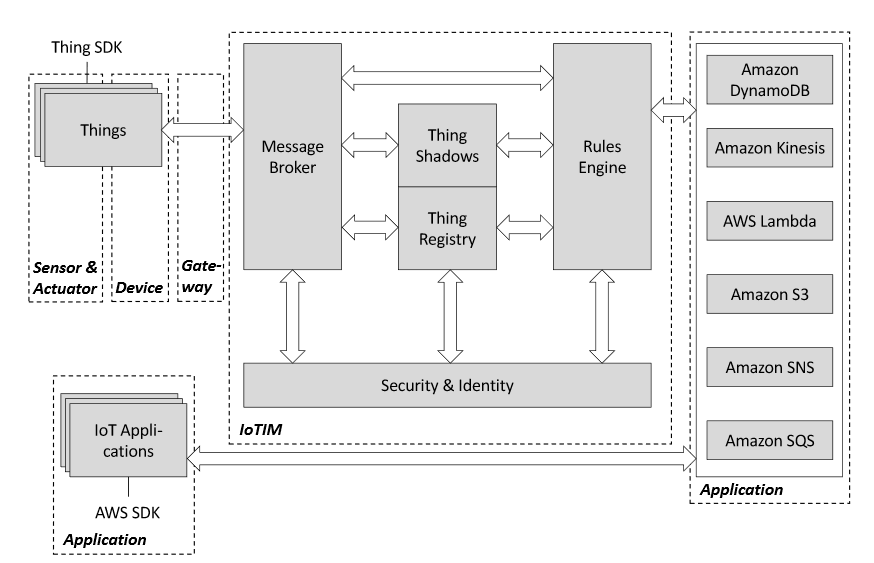 Thing SDK
Things
Sensor &
Actuator
Device
Gate-
way
Message
Broker
Thing
Shadows
Thing
Registry
Rules
Engine
Security & Identity
IoTIM
Amazon
DynamoDB
Amazon Kinesis
AWS Lambda
Amazon S3
Amazon SNS
Amazon SQS
Application
IoT Appli-
cations
AWS SDK
Application